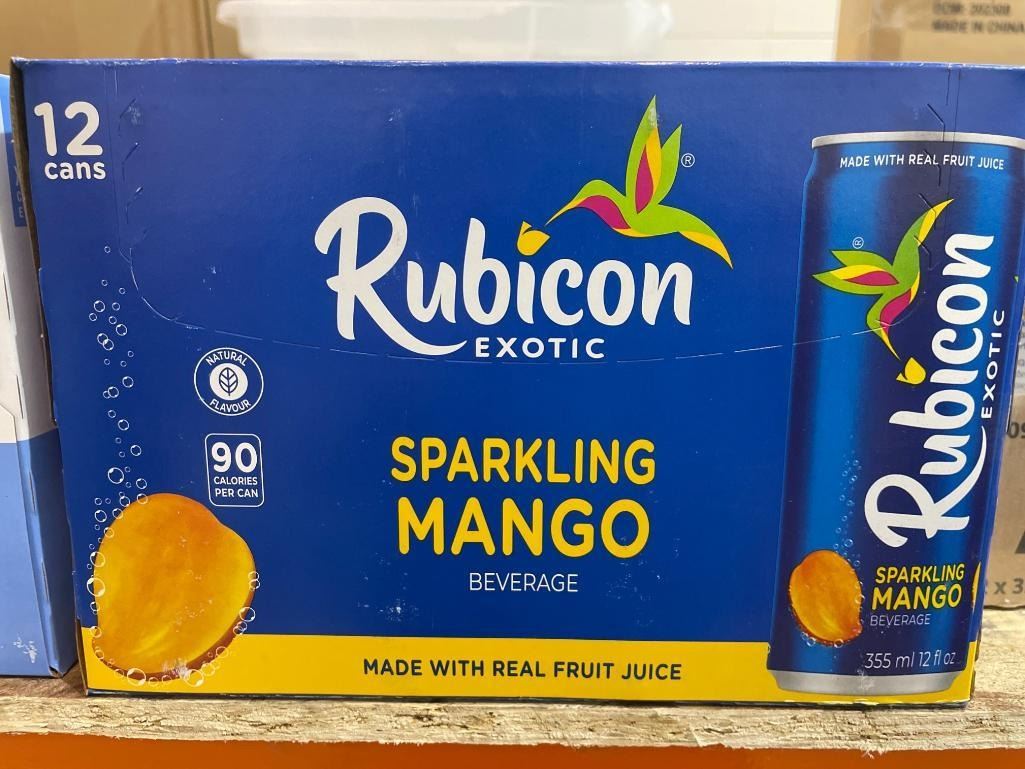 MADE IN CHINA
12
cans
Rubicon
®
EXOTIC
NATURAL
FLAVOUR
90
CALORIES
PER CAN
SPARKLING
MANGO
BEVERAGE
MADE WITH REAL FRUIT JUICE
MADE WITH REAL FRUIT JUICE
®
Rubicon
EXOTIC
SPARKLING
MANGO
BEVERAGE
355 ml 12 fl oz